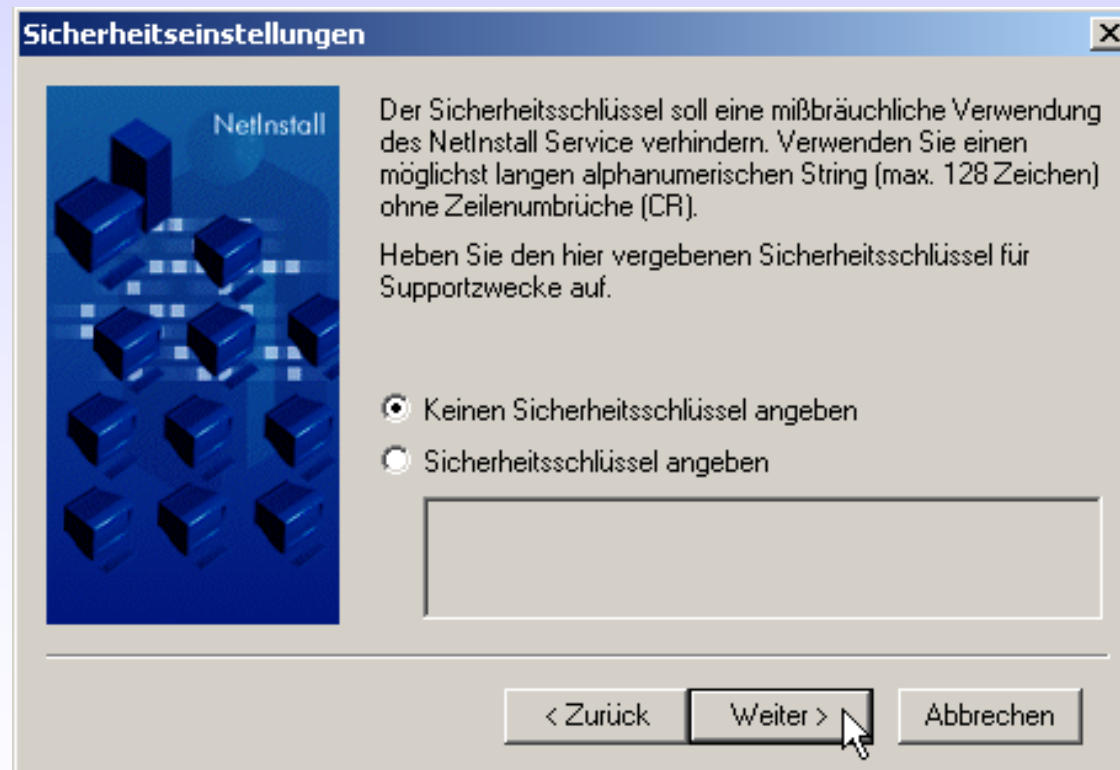 Sicherheitseinstellungen
NetInstall
Der Sicherheitsschlüssel soll eine mißbräuchliche Verwendung
des NetInstall Service verhindern. Verwenden Sie einen
möglichst langen alphanumerischen String (max. 128 Zeichen)
ohne Zeilenumbrüche (CR).
Heben Sie den hier vergebenen Sicherheitsschlüssel für
Supportzwecke auf.
Keinen Sicherheitsschlüssel angeben
Sicherheitsschlüssel angeben
< Zurück
Weiter >
Abbrechen